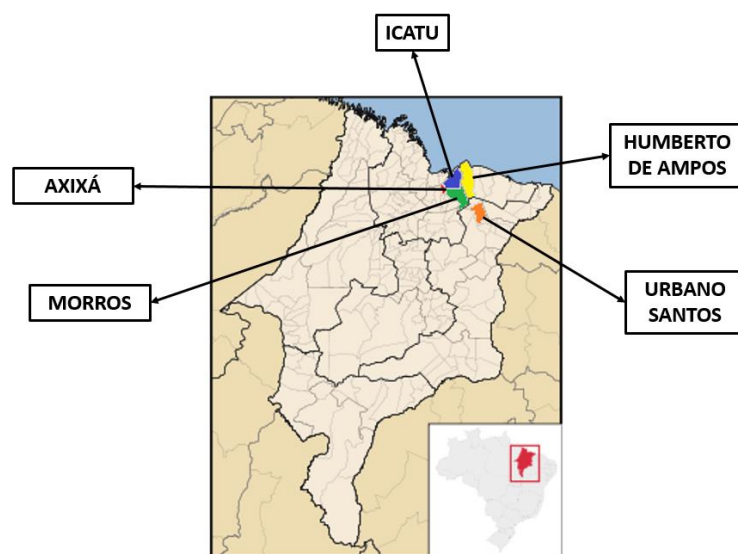 ICATU
HUMBERTO
DE AMPOS
AXIXÁ
MORROS
URBANO
SANTOS